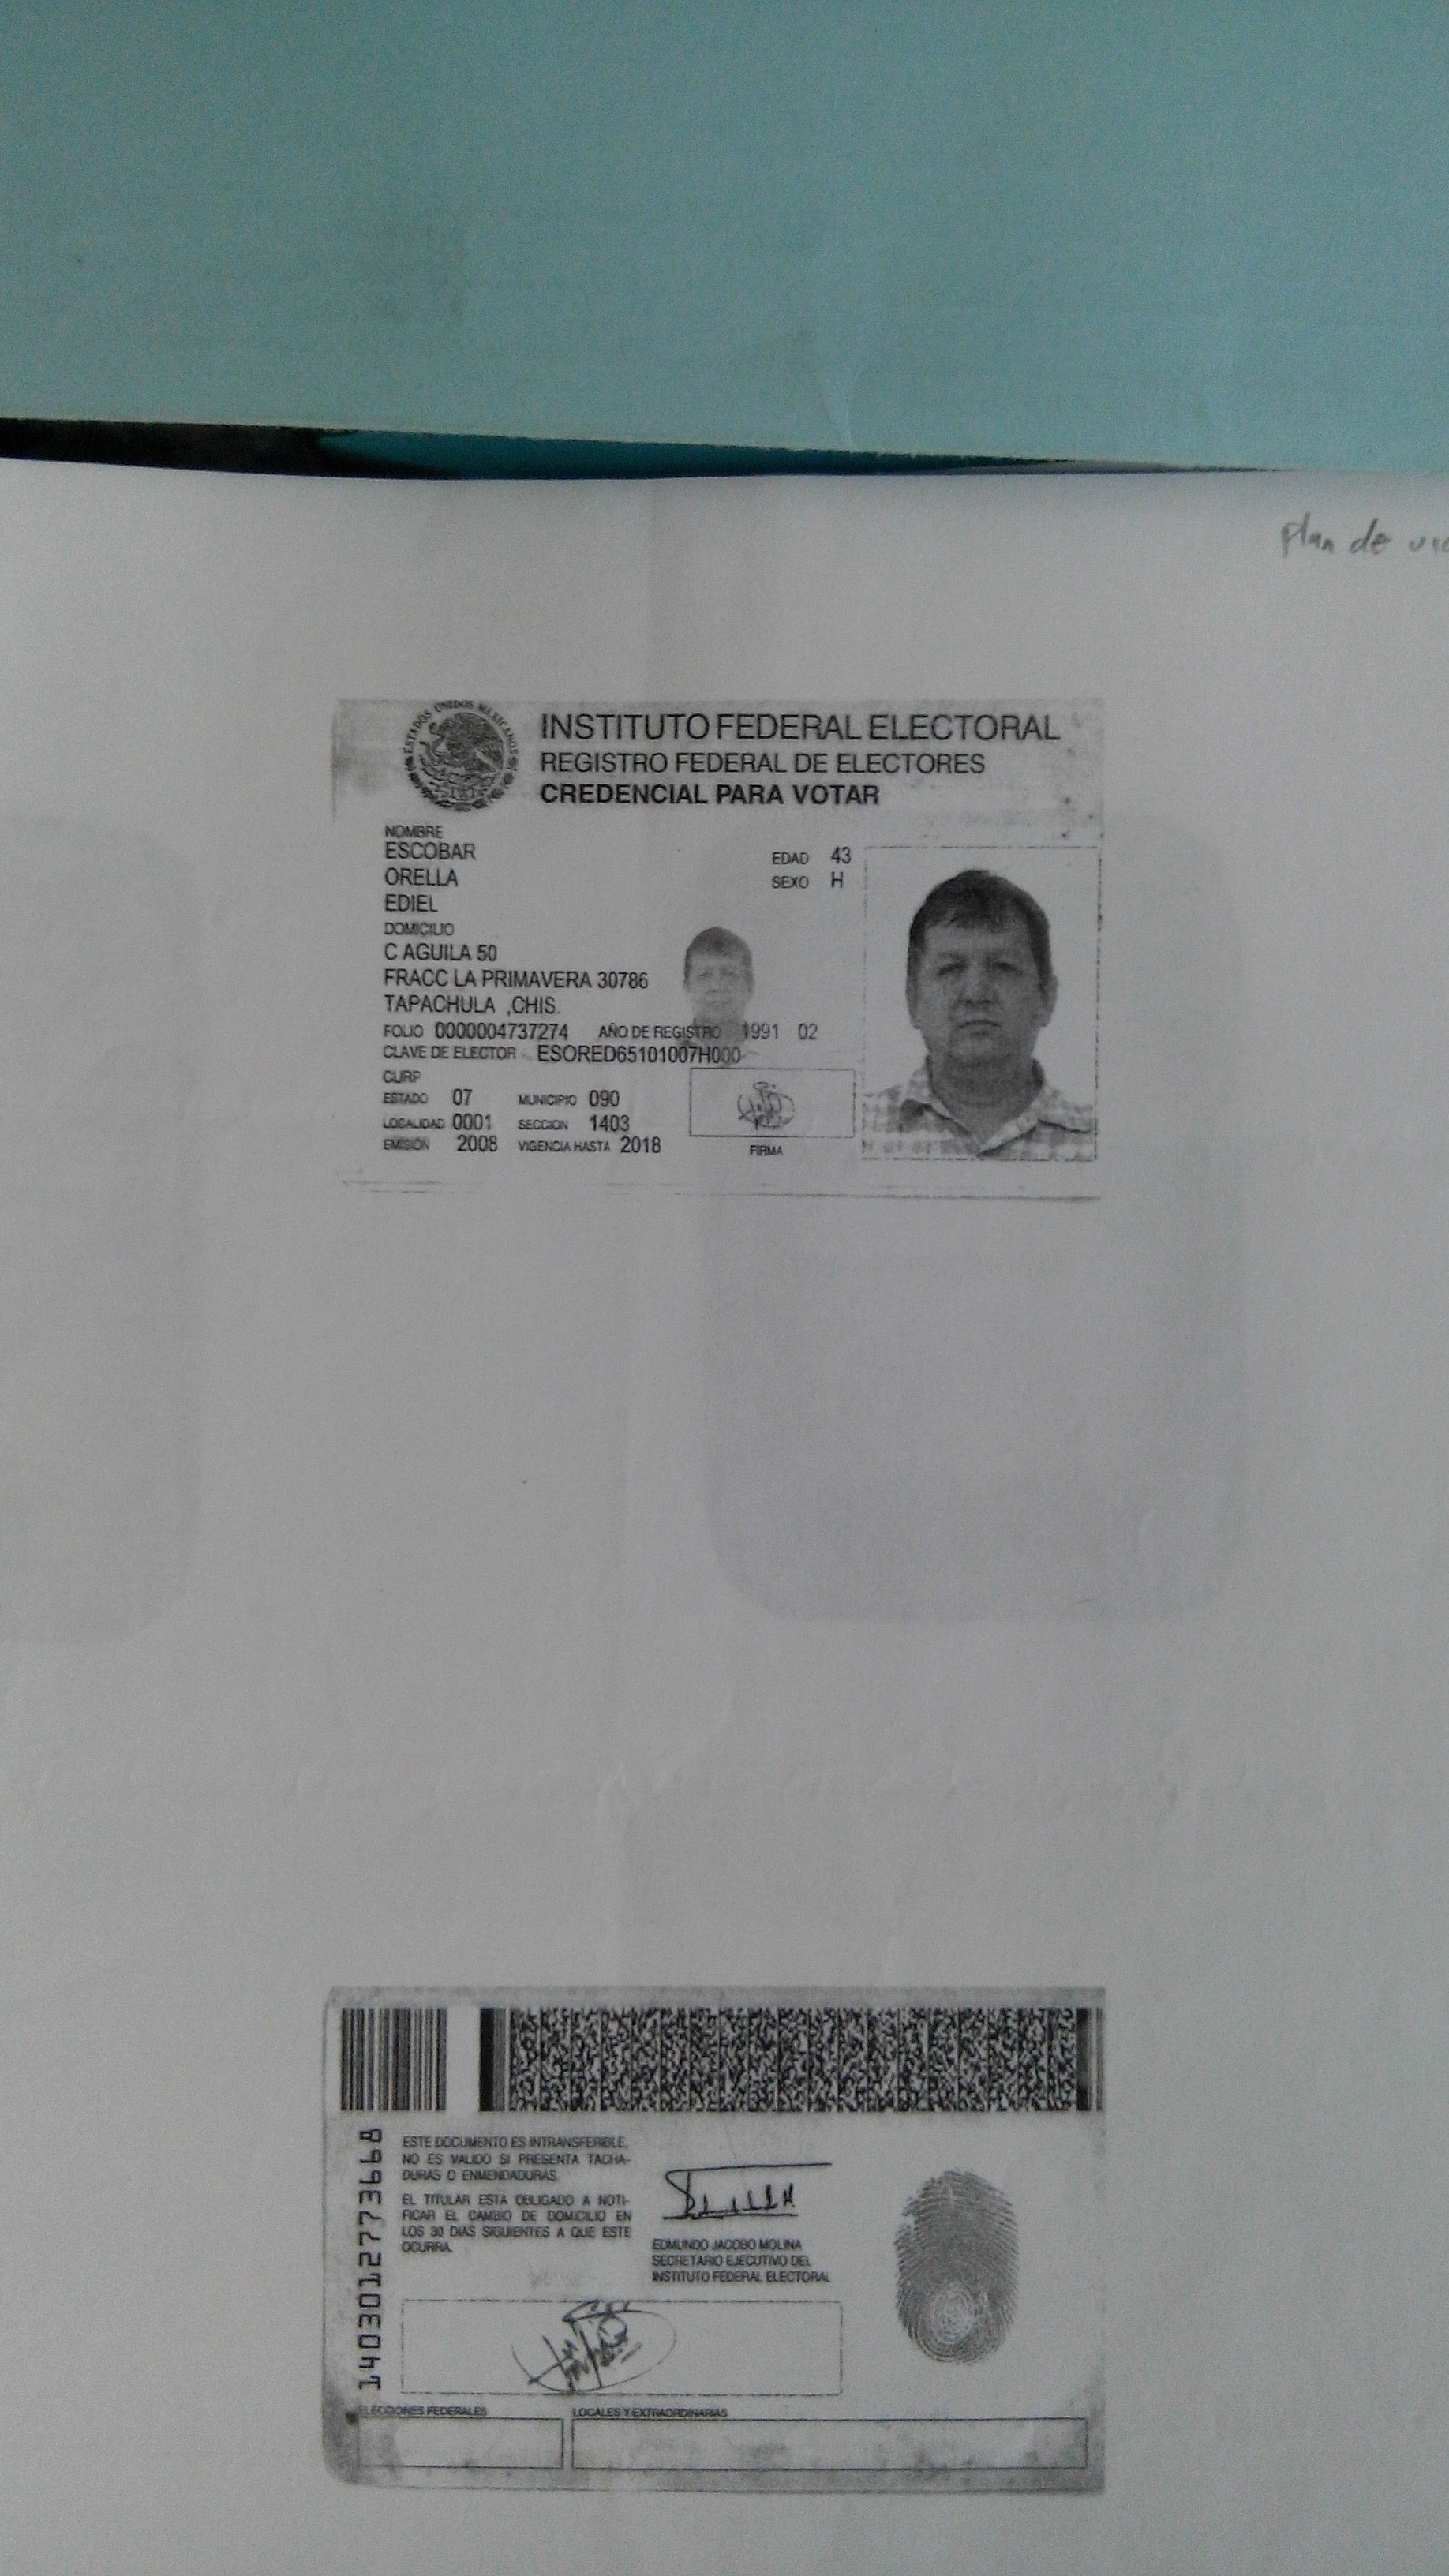 plan de
ESTADOS UNIDOS MEXICANOS
INSTITUTO FEDERAL ELECTORAL
REGISTRO FEDERAL DE ELECTORES
CREDENCIAL PARA VOTAR
NOMBRE
ESCOBAR
ORELLA
EDIEL
EDAD 43
SEXO H
DOMICILIO
C AGUILA 50
FRACC LA PRIMAVERA 30786
TAPACHULA ,CHIS.
FOLIO 0000004737274 AÑO DE REGISTRO 1991 02
CLAVE DE ELECTOR ESORED65101007H000
CURP
ESTADO 07 MUNICIPIO 090
LOCALIDAD 0001 SECCION 1403
EMISIÓN 2008 VIGENCIA HASTA 2018
FIRMA
1403012773668
ESTE DOCUMENTO ES INTRANSFERIBLE,
NO ES VALIDO SI PRESENTA TACHA-
DURAS O ENMENDADURAS.
EL TITULAR ESTA OBLIGADO A NOTI-
FICAR EL CAMBIO DE DOMICILIO EN
LOS 30 DIAS SIGUIENTES A QUE ESTE
OCURRA.
EDMUNDO JACOBO MOLINA
SECRETARIO EJECUTIVO DEL
INSTITUTO FEDERAL ELECTORAL
ELECCIONES FEDERALES
LOCALES Y EXTRAORDINARIAS